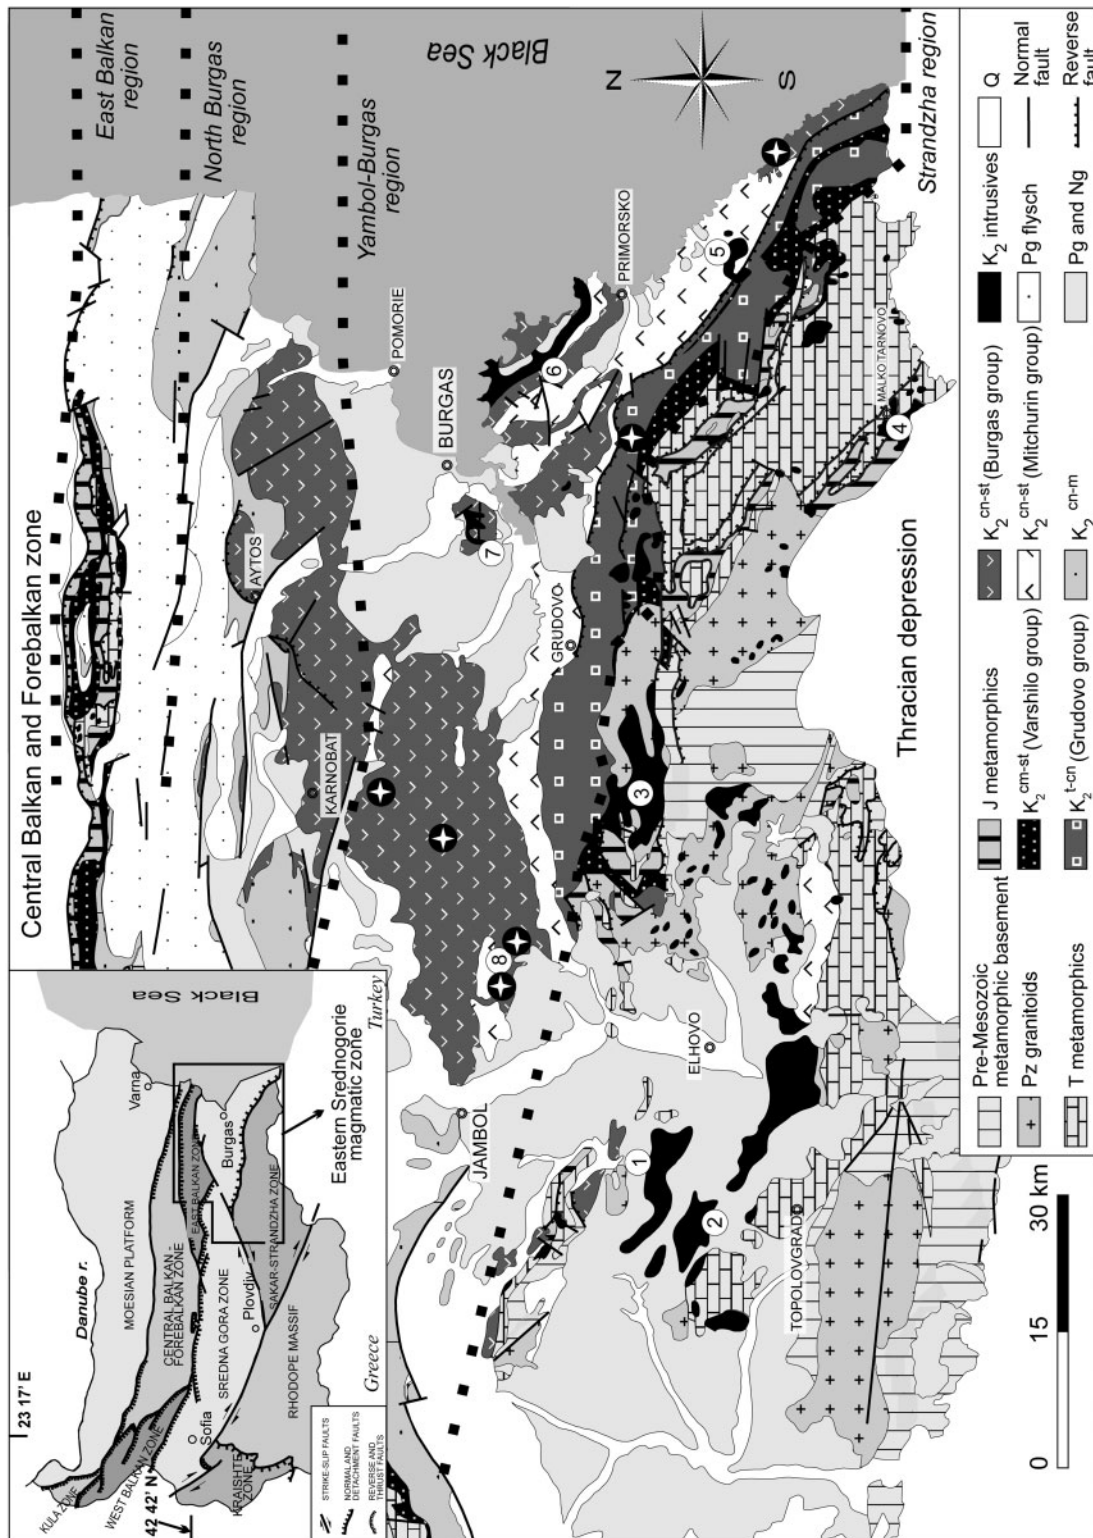 Central Balkan and Forebalkan zone
East Balkan
region
North Burgas
region
Yambol-Burgas
region
Black Sea
N
S
Strandzha region
Thracian depression
POMORIE
BURGAS
AYTOS
KARNOBAT
PRIMORSKO
GRUDOVO
MALKO TARNOVO
JAMBOL
ELHOVO
TOPOLOVGRAD
1
2
3
4
5
6
7
8
23 17' E
42 42' N
Danube r.
Varna
Black Sea
MOESIAN PLATFORM
KULA ZONE
WEST BALKAN ZONE
CENTRAL BALKAN -
FOREBALKAN ZONE
EAST BALKAN ZONE
Burgas
SREDNA GORA ZONE
Sofia
Plovdiv
SAKAR-STRANDZHA ZONE
KRAISHTE
ZONE
RHODOPE MASSIF
Greece
Turkey
Eastern Srednogorie
magmatic zone
STRIKE-SLIP FAULTS
NORMAL AND
DETACHMENT FAULTS
REVERSE AND
THRUST FAULTS
0 15 30 km
Pre-Mesozoic
metamorphic basement
Pz granitoids
T metamorphics
J metamorphics
K₂ᶜᵐ⁻ˢᵗ (Varshilo group)
K₂ᵗ⁻ᶜⁿ (Grudovo group)
K₂ᶜⁿ⁻ˢᵗ (Burgas group)
K₂ᶜⁿ⁻ˢᵗ (Mitchurin group)
K₂ᶜⁿ⁻ᵐ
K₂ intrusives
Pg flysch
Pg and Ng
Q
Normal
fault
Reverse
fault